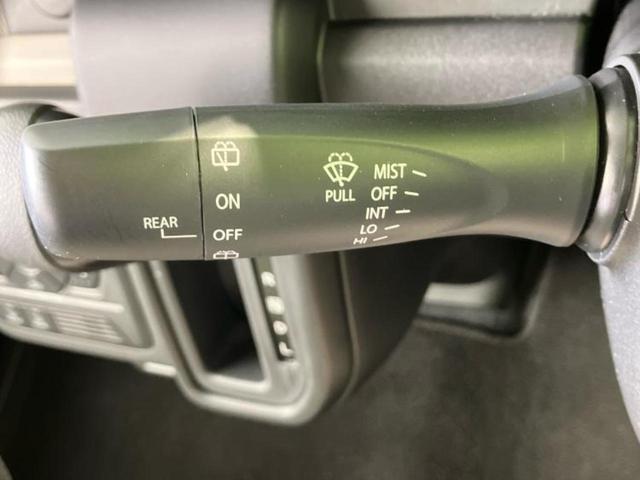 REAR
ON
OFF
PULL
MIST
OFF
INT
LO
HI